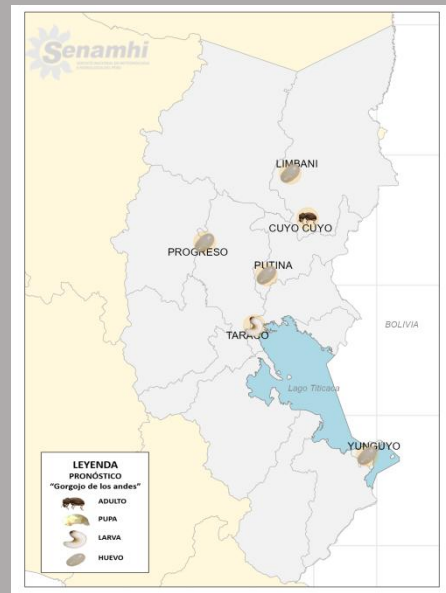 Senamhi
LIMBANI
CUYO CUYO
PROGRESO
PUTINA
TARACO
BOLIVIA
Lago Titicaca
YUNGUYO
LEYENDA
PRONÓSTICO
"Gorgojo de los andes"
ADULTO
PUPA
LARVA
HUEVO